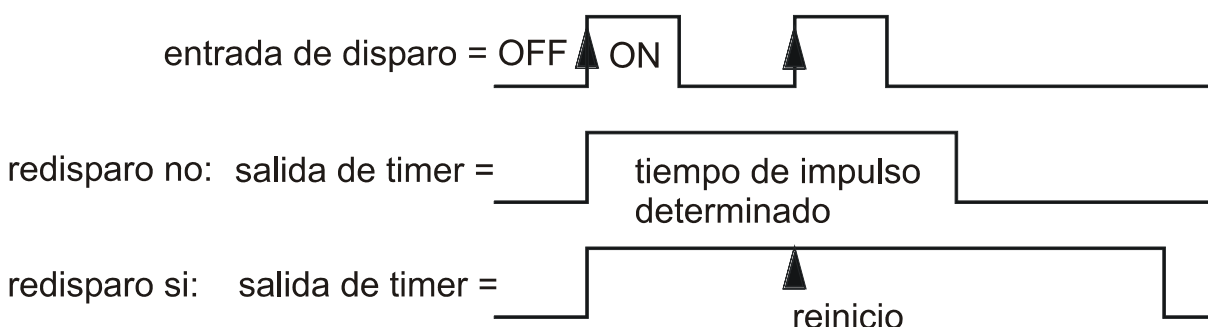 entrada de disparo = OFF ON
redisparo no: salida de timer =
tiempo de impulso
determinado
redisparo si: salida de timer =
reinicio